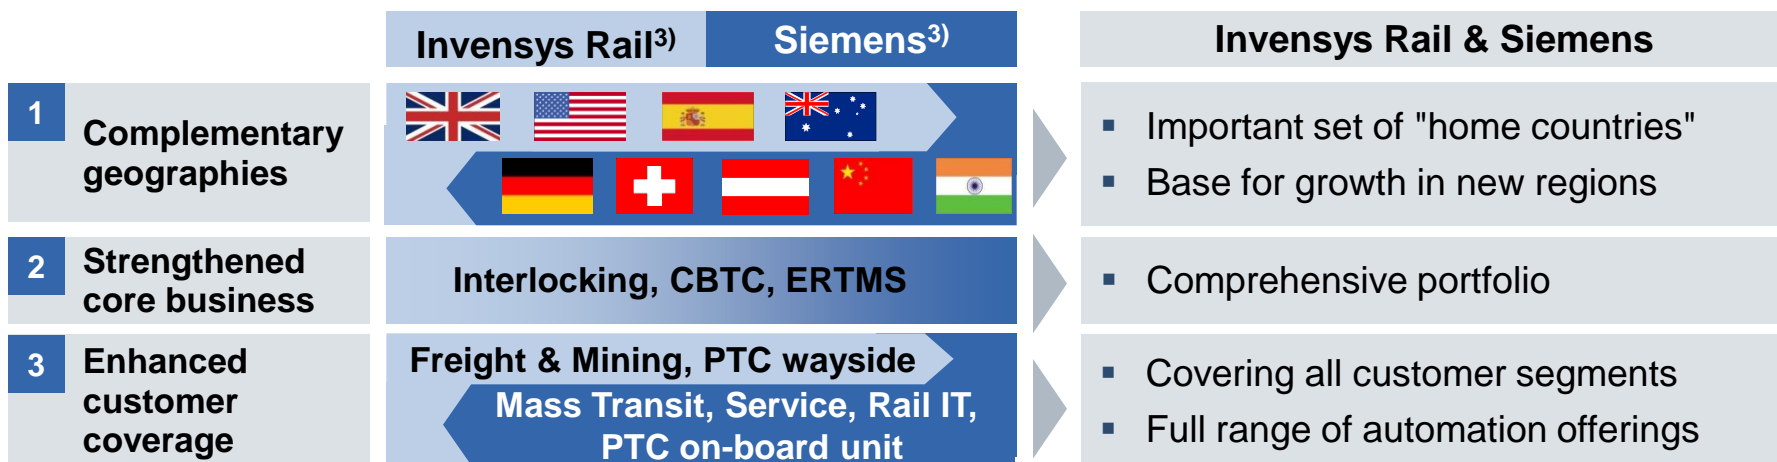 Invensys Rail3) Siemens3) Invensys Rail & Siemens
1 Complementary geographies
▪ Important set of "home countries"
▪ Base for growth in new regions
2 Strengthened core business
Interlocking, CBTC, ERTMS
▪ Comprehensive portfolio
3 Enhanced customer coverage
Freight & Mining, PTC wayside
Mass Transit, Service, Rail IT,
PTC on-board unit
▪ Covering all customer segments
▪ Full range of automation offerings